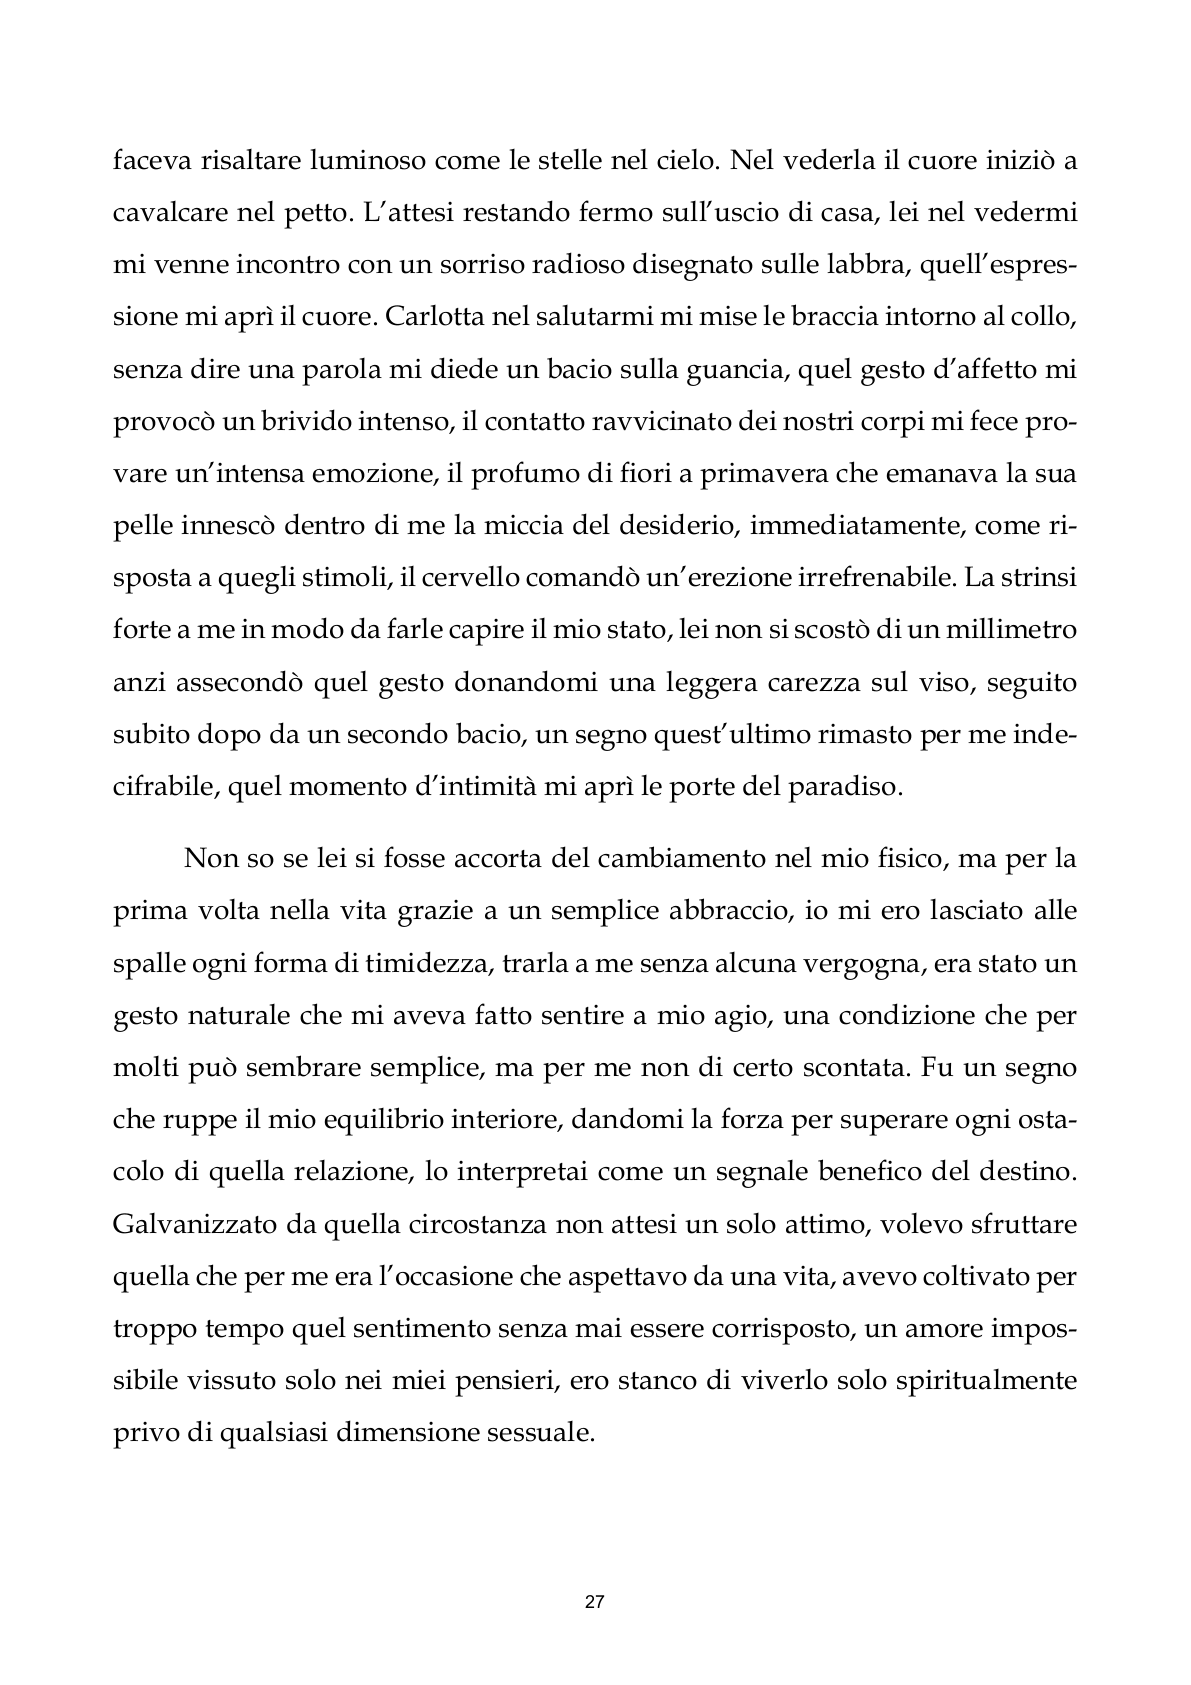 faceva risaltare luminoso come le stelle nel cielo. Nel vederla il cuore iniziò a
cavalcare nel petto. L’attesi restando fermo sull’uscio di casa, lei nel vedermi
mi venne incontro con un sorriso radioso disegnato sulle labbra, quell’espres-
sione mi aprì il cuore. Carlotta nel salutarmi mi mise le braccia intorno al collo,
senza dire una parola mi diede un bacio sulla guancia, quel gesto d’affetto mi
provocò un brivido intenso, il contatto ravvicinato dei nostri corpi mi fece pro-
vare un’intensa emozione, il profumo di fiori a primavera che emanava la sua
pelle innescò dentro di me la miccia del desiderio, immediatamente, come ri-
sposta a quegli stimoli, il cervello comandò un’erezione irrefrenabile. La strinsi
forte a me in modo da farle capire il mio stato, lei non si scostò di un millimetro
anzi assecondò quel gesto donandomi una leggera carezza sul viso, seguito
subito dopo da un secondo bacio, un segno quest’ultimo rimasto per me inde-
cifrabile, quel momento d’intimità mi aprì le porte del paradiso.
Non so se lei si fosse accorta del cambiamento nel mio fisico, ma per la
prima volta nella vita grazie a un semplice abbraccio, io mi ero lasciato alle
spalle ogni forma di timidezza, trarla a me senza alcuna vergogna, era stato un
gesto naturale che mi aveva fatto sentire a mio agio, una condizione che per
molti può sembrare semplice, ma per me non di certo scontata. Fu un segno
che ruppe il mio equilibrio interiore, dandomi la forza per superare ogni osta-
colo di quella relazione, lo interpretai come un segnale benefico del destino.
Galvanizzato da quella circostanza non attesi un solo attimo, volevo sfruttare
quella che per me era l’occasione che aspettavo da una vita, avevo coltivato per
troppo tempo quel sentimento senza mai essere corrisposto, un amore impos-
sibile vissuto solo nei miei pensieri, ero stanco di viverlo solo spiritualmente
privo di qualsiasi dimensione sessuale.
27